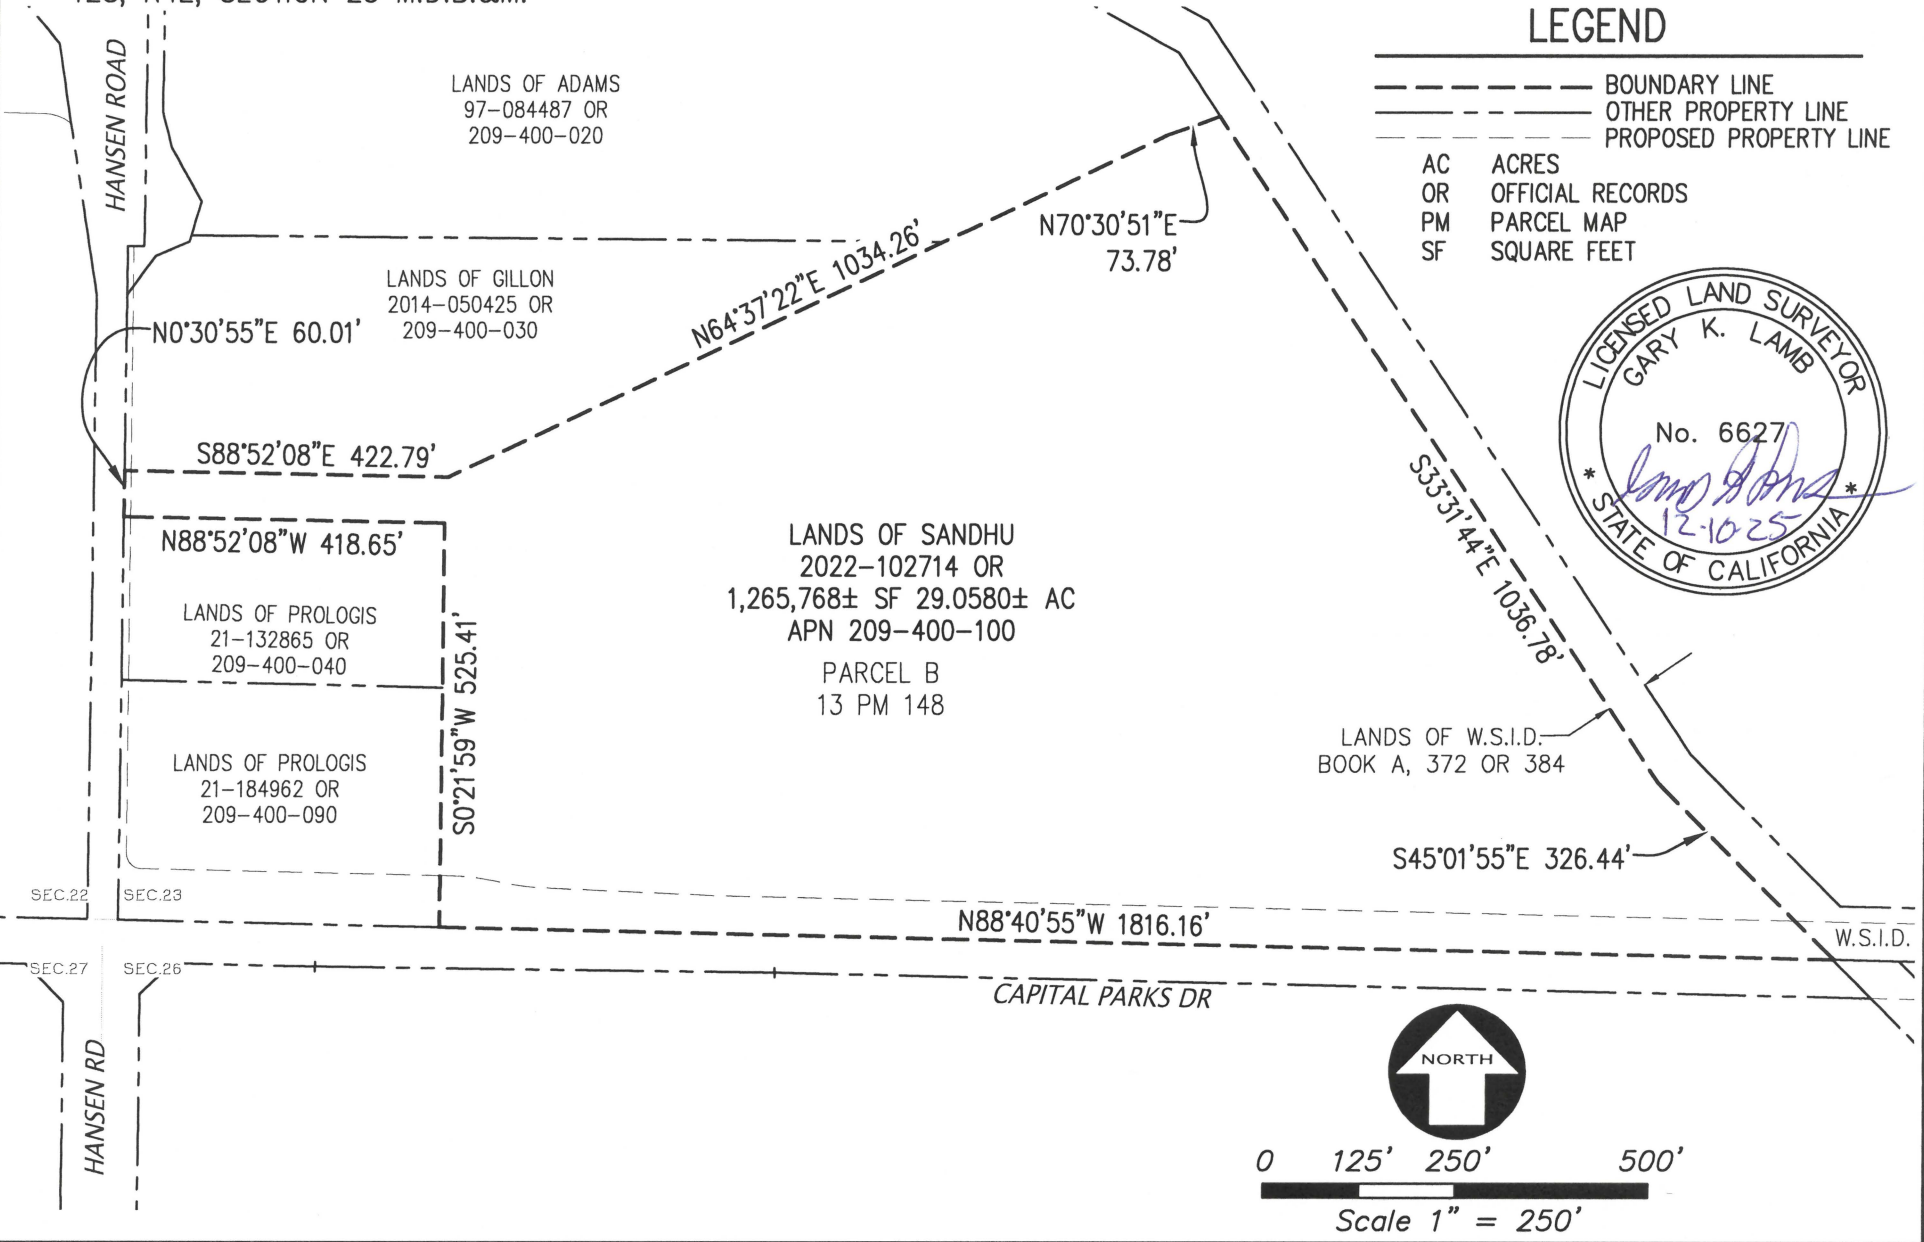 HANSEN ROAD
LANDS OF ADAMS
97-084487 OR
209-400-020
LEGEND
BOUNDARY LINE
OTHER PROPERTY LINE
PROPOSED PROPERTY LINE
AC ACRES
OR OFFICIAL RECORDS
PM PARCEL MAP
SF SQUARE FEET
N70°30'51"E
73.78'
N64°37'22"E 1034.26'
LANDS OF GILLON
2014-050425 OR
209-400-030
N0°30'55"E 60.01'
LICENSED LAND SURVEYOR
GARY K. LAMB
No. 6627
12-10-25
* STATE OF CALIFORNIA *
S88°52'08"E 422.79'
N88°52'08"W 418.65'
LANDS OF PROLOGIS
21-132865 OR
209-400-040
S0°21'59"W 525.41'
LANDS OF PROLOGIS
21-184962 OR
209-400-090
LANDS OF SANDHU
2022-102714 OR
1,265,768± SF 29.0580± AC
APN 209-400-100
PARCEL B
13 PM 148
S33°31'44"E 1036.78'
LANDS OF W.S.I.D.
BOOK A, 372 OR 384
S45°01'55"E 326.44'
SEC.22 SEC.23
N88°40'55"W 1816.16'
W.S.I.D.
SEC.27 SEC.26
CAPITAL PARKS DR
HANSEN RD
NORTH
0 125' 250' 500'
Scale 1" = 250'